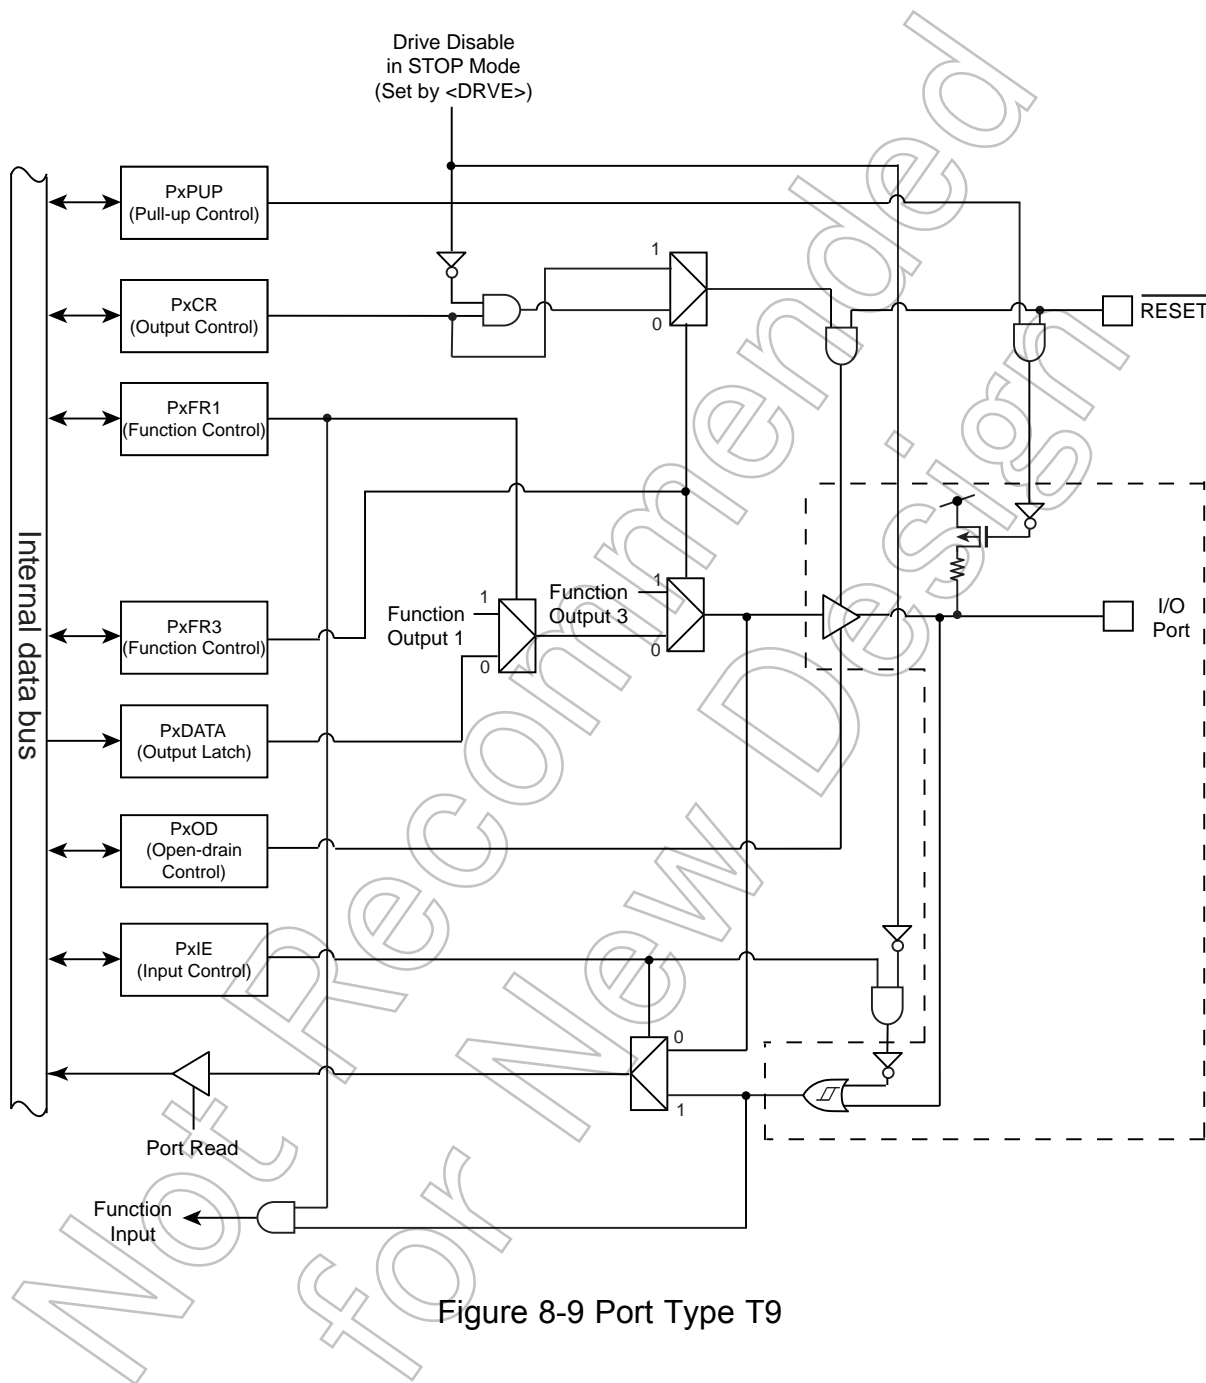 Drive Disable
in STOP Mode
(Set by <DRVE>)
PxPUP
(Pull-up Control)
1
PxCR
(Output Control)
0
RESET
PxFR1
(Function Control)
Internal data bus
1
Function
Output 1
0
Function
Output 3
1
0
I/O
Port
PxFR3
(Function Control)
PxDATA
(Output Latch)
PxOD
(Open-drain
Control)
PxIE
(Input Control)
0
1
Port Read
Function
Input
Not Recommended
for New Design
Figure 8-9 Port Type T9